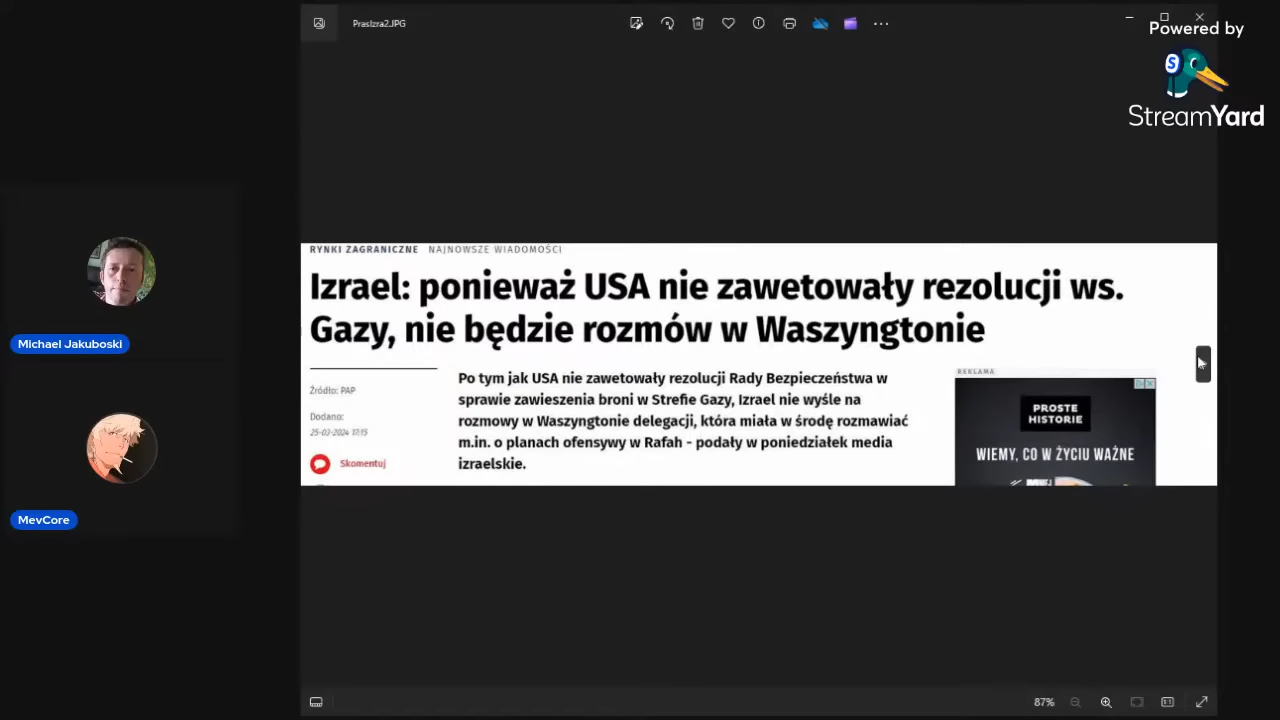 PrasIzra2.JPG
Powered by
StreamYard
RYNKI ZAGRANICZNE NAJNOWSZE WIADOMOŚCI
Izrael: ponieważ USA nie zawetowały rezolucji ws.
Gazy, nie będzie rozmów w Waszyngtonie
Źródło: PAP
Dodano:
25-03-2024 17:15
Skomentuj
Po tym jak USA nie zawetowały rezolucji Rady Bezpieczeństwa w
sprawie zawieszenia broni w Strefie Gazy, Izrael nie wyśle na
rozmowy w Waszyngtonie delegacji, która miała w środę rozmawiać
m.in. o planach ofensywy w Rafah - podały w poniedziałek media
izraelskie.
REKLAMA
PROSTE
HISTORIE
WIEMY, CO W ŻYCIU WAŻNE
Michael Jakuboski
MevCore
87%